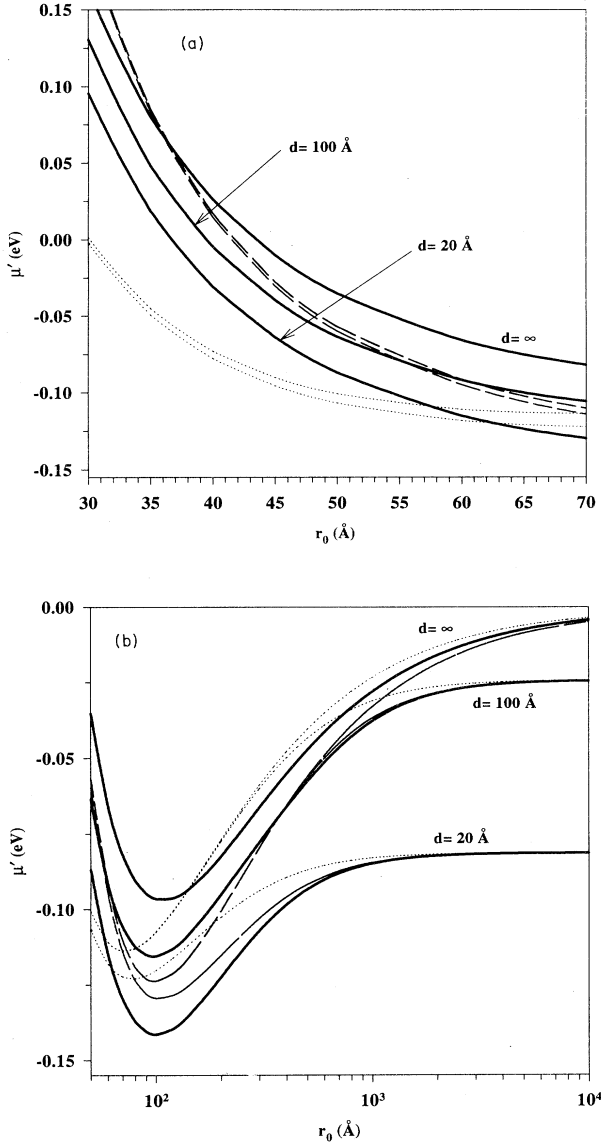 0.15
(a)
0.10
d= 100 Å
0.05
μ′ (eV)
0.00
d= 20 Å
-0.05
d= ∞
-0.10
-0.15
30 35 40 45 50 55 60 65 70
r0 (Å)
0.00
(b)
d= ∞
d= 100 Å
-0.05
d= 20 Å
μ′ (eV)
-0.10
-0.15
10² 10³ 10⁴
r0 (Å)